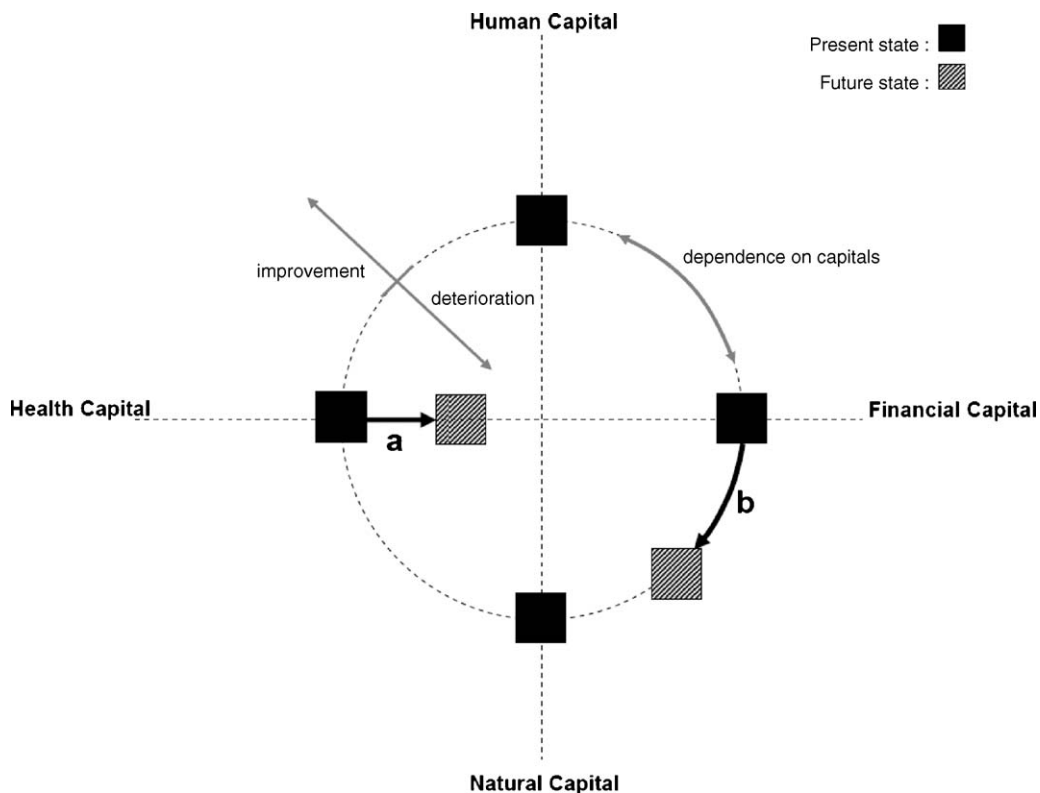 Human Capital
Present state :
Future state :
dependence on capitals
improvement
deterioration
Health Capital
Financial Capital
a
b
Natural Capital